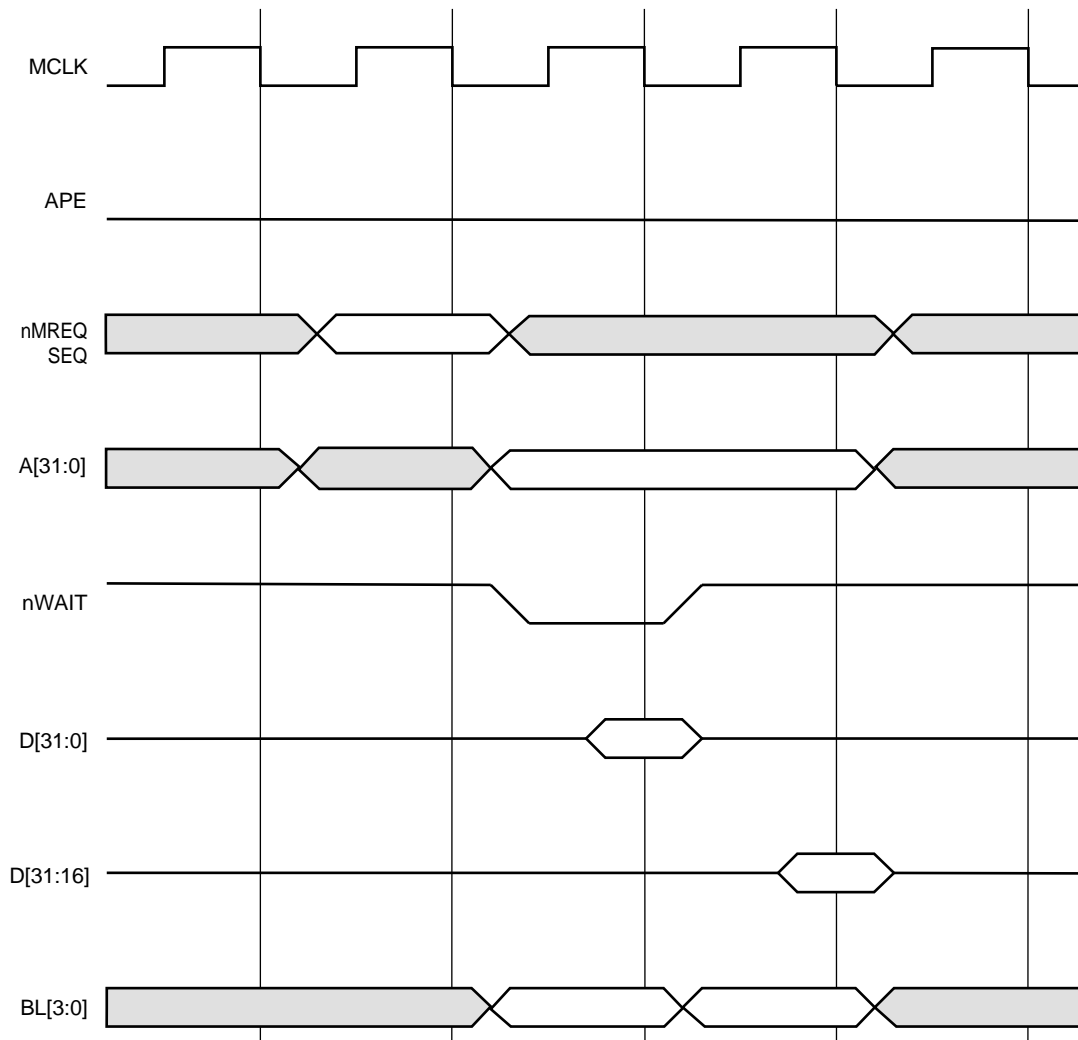 MCLK
APE
nMREQ
SEQ
A[31:0]
nWAIT
D[31:0]
D[31:16]
BL[3:0]